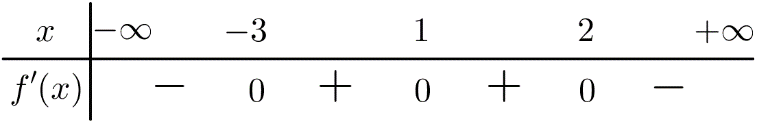 x −∞ −3 1 2 +∞
f′(x) − 0 + 0 + 0 −